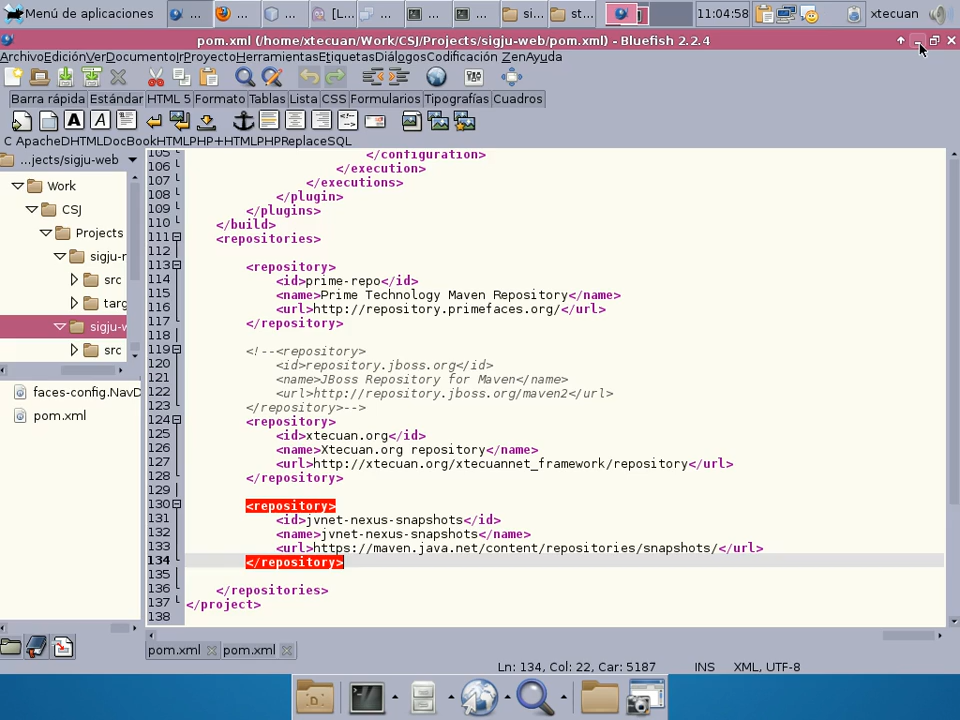 Menú de aplicaciones
...
...
...
[L...
...
...
si...
st...
11:04:58
xtecuan
pom.xml (/home/xtecuan/Work/CSJ/Projects/sigju-web/pom.xml) - Bluefish 2.2.4
ArchivoEdiciónVerDocumentoIrProyectoHerramientasEtiquetasDiálogosCodificación ZenAyuda
Barra rápida Estándar HTML 5 Formato Tablas Lista CSS Formularios Tipografías Cuadros
C ApacheDHTMLDocBookHTMLPHP+HTMLPHPReplaceSQL
...jects/sigju-web
Work
CSJ
Projects
sigju-r
src
targ
sigju-w
src
faces-config.NavD
pom.xml
105 </configuration>
106 </execution>
107 </executions>
108 </plugin>
109 </plugins>
110 </build>
111 <repositories>
112
113 <repository>
114 <id>prime-repo</id>
115 <name>Prime Technology Maven Repository</name>
116 <url>http://repository.primefaces.org/</url>
117 </repository>
118
119 <!--<repository>
120 <id>repository.jboss.org</id>
121 <name>JBoss Repository for Maven</name>
122 <url>http://repository.jboss.org/maven2</url>
123 </repository>-->
124 <repository>
125 <id>xtecuan.org</id>
126 <name>Xtecuan.org repository</name>
127 <url>http://xtecuan.org/xtecuannet_framework/repository</url>
128 </repository>
129
130 <repository>
131 <id>jvnet-nexus-snapshots</id>
132 <name>jvnet-nexus-snapshots</name>
133 <url>https://maven.java.net/content/repositories/snapshots/</url>
134 </repository>
135
136 </repositories>
137 </project>
138
pom.xml pom.xml
Ln: 134, Col: 22, Car: 5187 INS XML, UTF-8